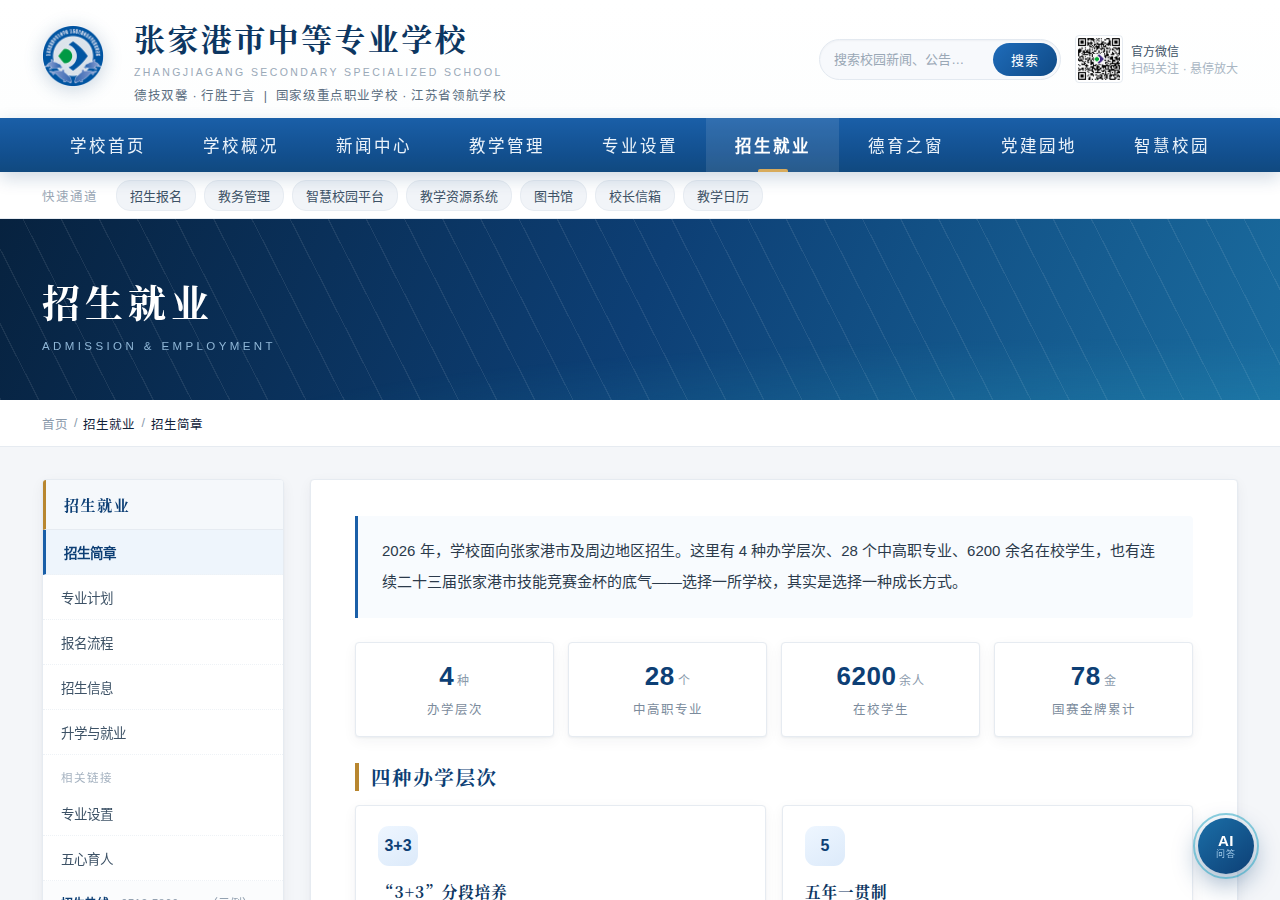 张家港市中等专业学校
ZHANGJIAGANG SECONDARY SPECIALIZED SCHOOL
德技双馨 · 行胜于言 | 国家级重点职业学校 · 江苏省领航学校
搜索校园新闻、公告…
搜索
官方微信
扫码关注 · 悬停放大
学校首页 学校概况 新闻中心 教学管理 专业设置 招生就业 德育之窗 党建园地 智慧校园
快速通道 招生报名 教务管理 智慧校园平台 教学资源系统 图书馆 校长信箱 教学日历
招生就业
ADMISSION & EMPLOYMENT
首页 / 招生就业 / 招生简章
招生就业
招生简章
专业计划
报名流程
招生信息
升学与就业
相关链接
专业设置
五心育人
2026 年，学校面向张家港市及周边地区招生。这里有 4 种办学层次、28 个中高职专业、6200 余名在校学生，也有连
续二十三届张家港市技能竞赛金杯的底气——选择一所学校，其实是选择一种成长方式。
4 种
办学层次
28 个
中高职专业
6200 余人
在校学生
78 金
国赛金牌累计
四种办学层次
3+3
“3+3”分段培养
5
五年一贯制
AI
问答